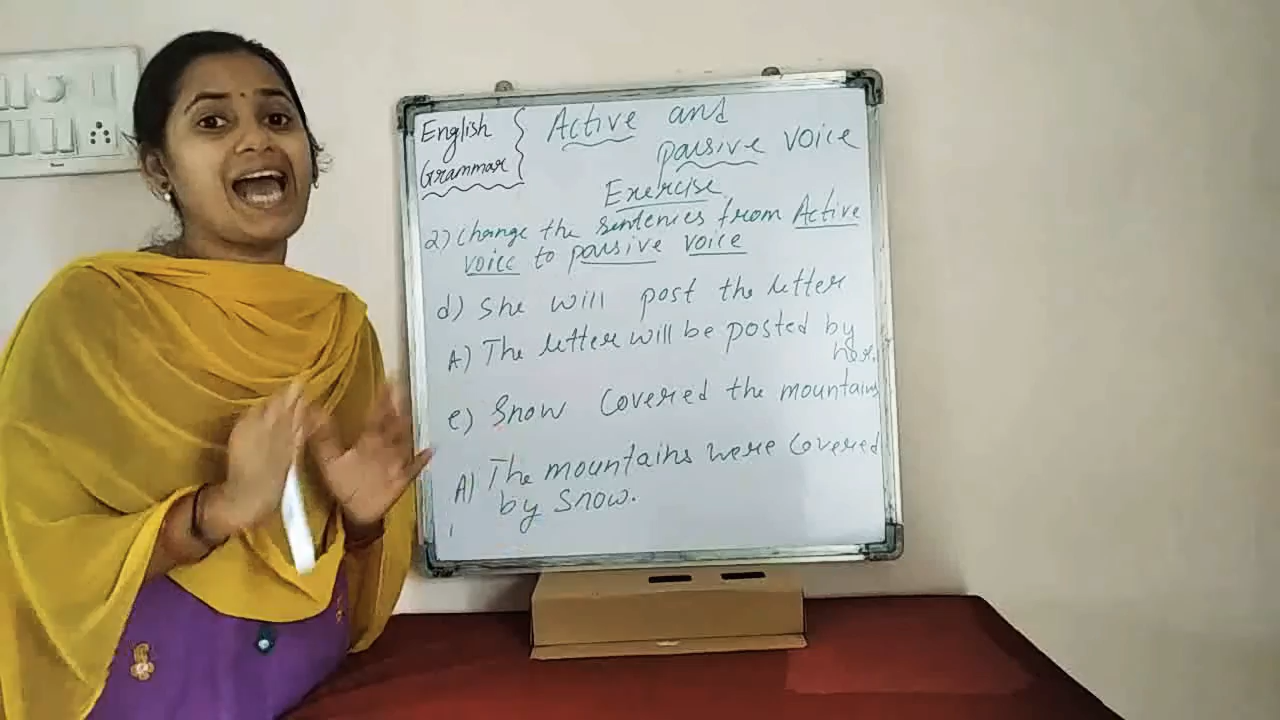 English
Grammar
Active and
passive voice
Exercise
2) Change the sentenies from Active
voice to passive voice
d) She will post the letter
A) The letter will be posted by
her.
e) Snow covered the mountains
A) The mountains were covered
by snow.